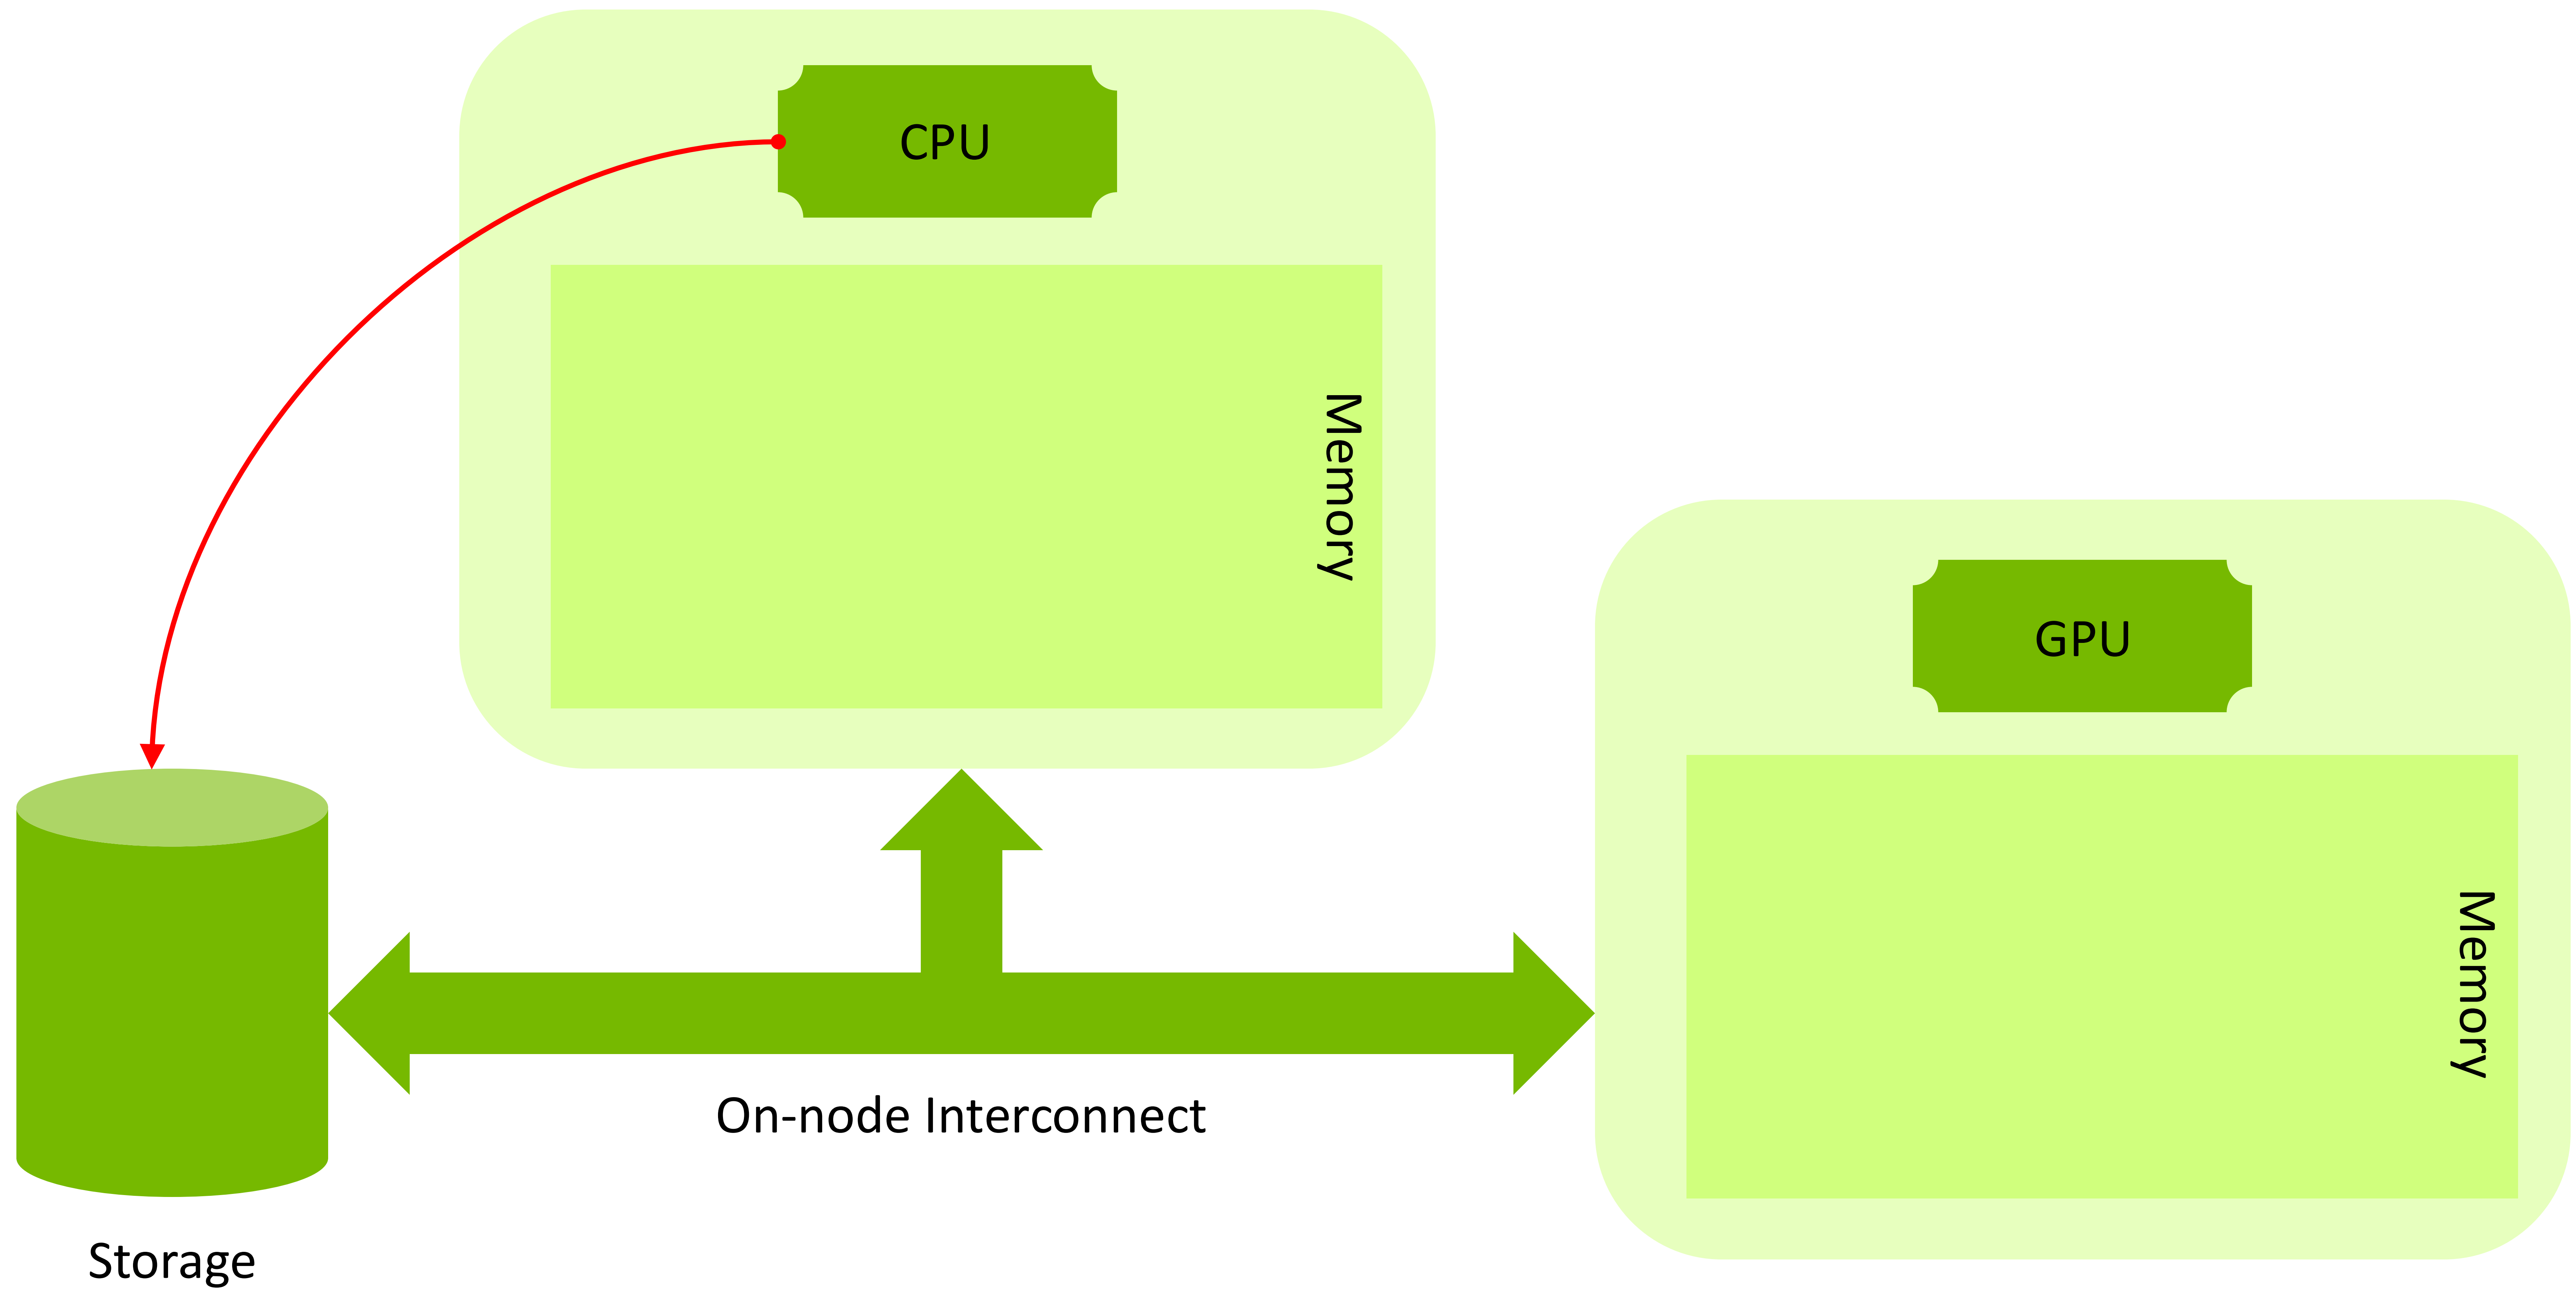 CPU
Memory
GPU
Memory
On-node Interconnect
Storage